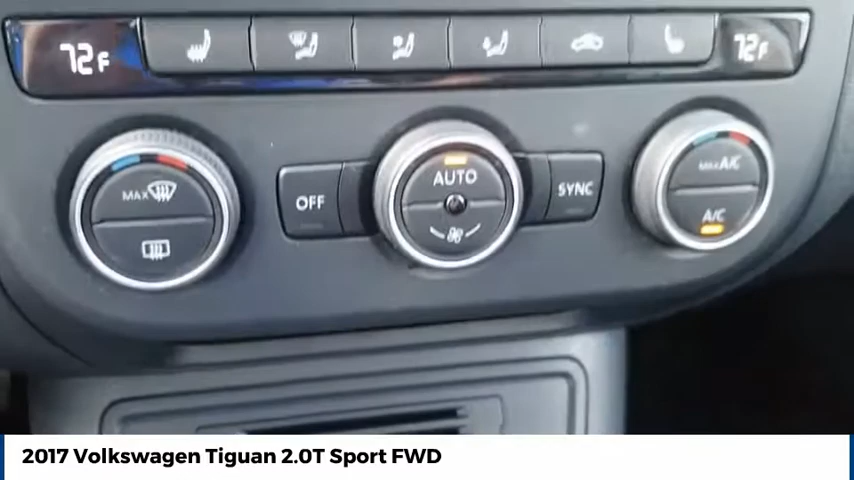 72F 72F
MAX
OFF
AUTO
SYNC
MAX A/C
A/C
2017 Volkswagen Tiguan 2.0T Sport FWD